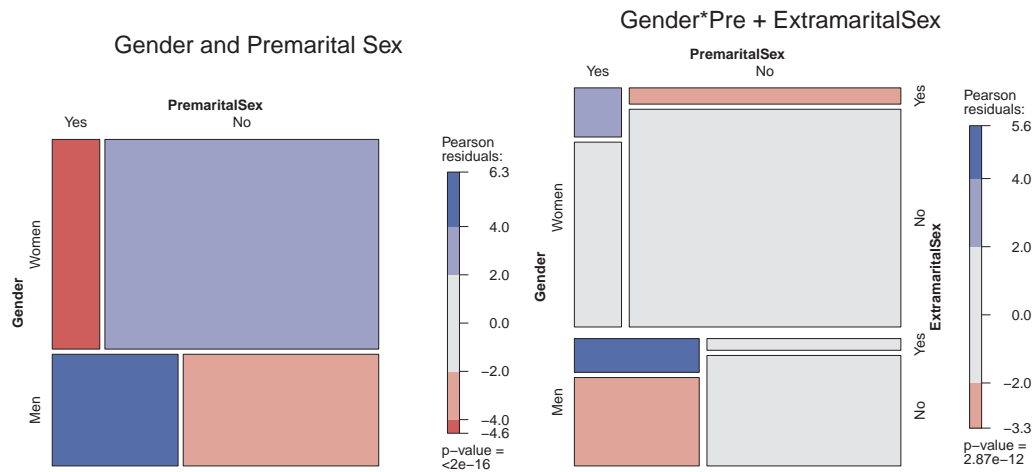 Gender and Premarital Sex
PremaritalSex
Yes
No
Gender
Women
Men
Pearson
residuals:
6.3
4.0
2.0
0.0
−2.0
−4.0
−4.6
p−value =
<2e−16
Gender*Pre + ExtramaritalSex
PremaritalSex
Yes
No
Gender
Women
Men
ExtramaritalSex
Yes
No
Yes
No
Pearson
residuals:
5.6
4.0
2.0
0.0
−2.0
−3.3
p−value =
2.87e−12